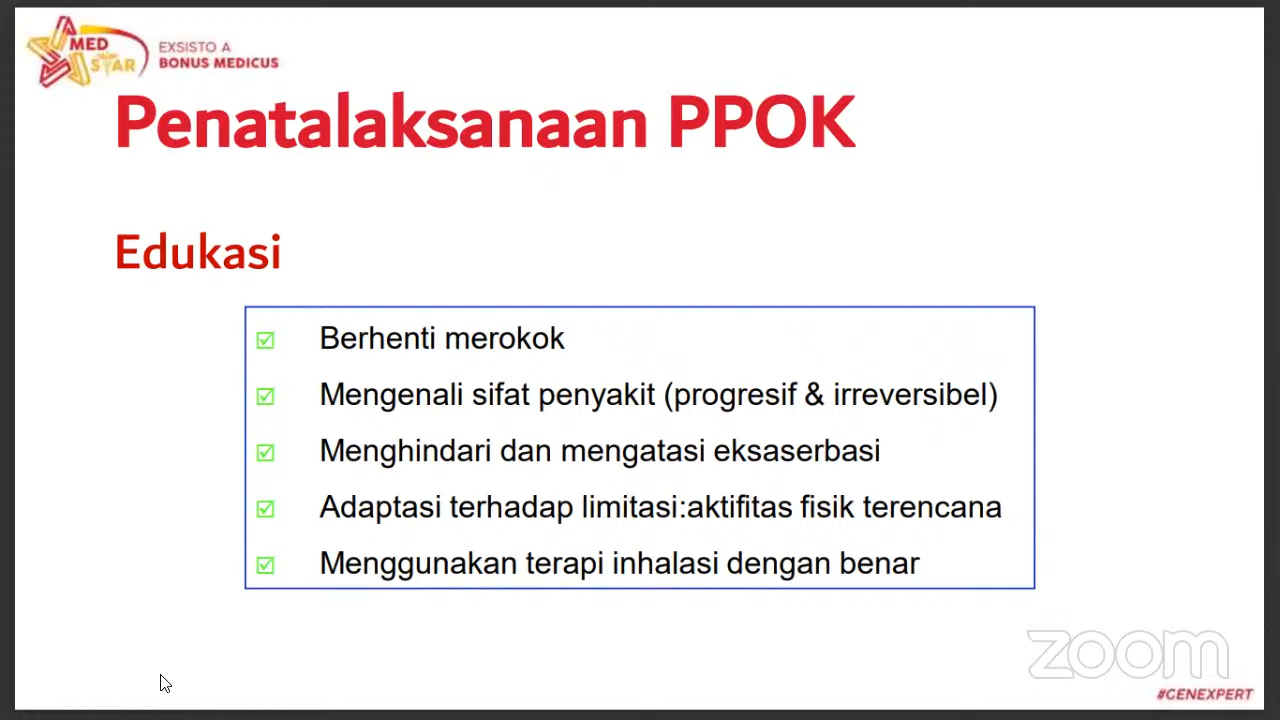 MED
STAR
EXSISTO A
BONUS MEDICUS
Penatalaksanaan PPOK
Edukasi
Berhenti merokok
Mengenali sifat penyakit (progresif & irreversibel)
Menghindari dan mengatasi eksaserbasi
Adaptasi terhadap limitasi:aktifitas fisik terencana
Menggunakan terapi inhalasi dengan benar
zoom
#GENEXPERT